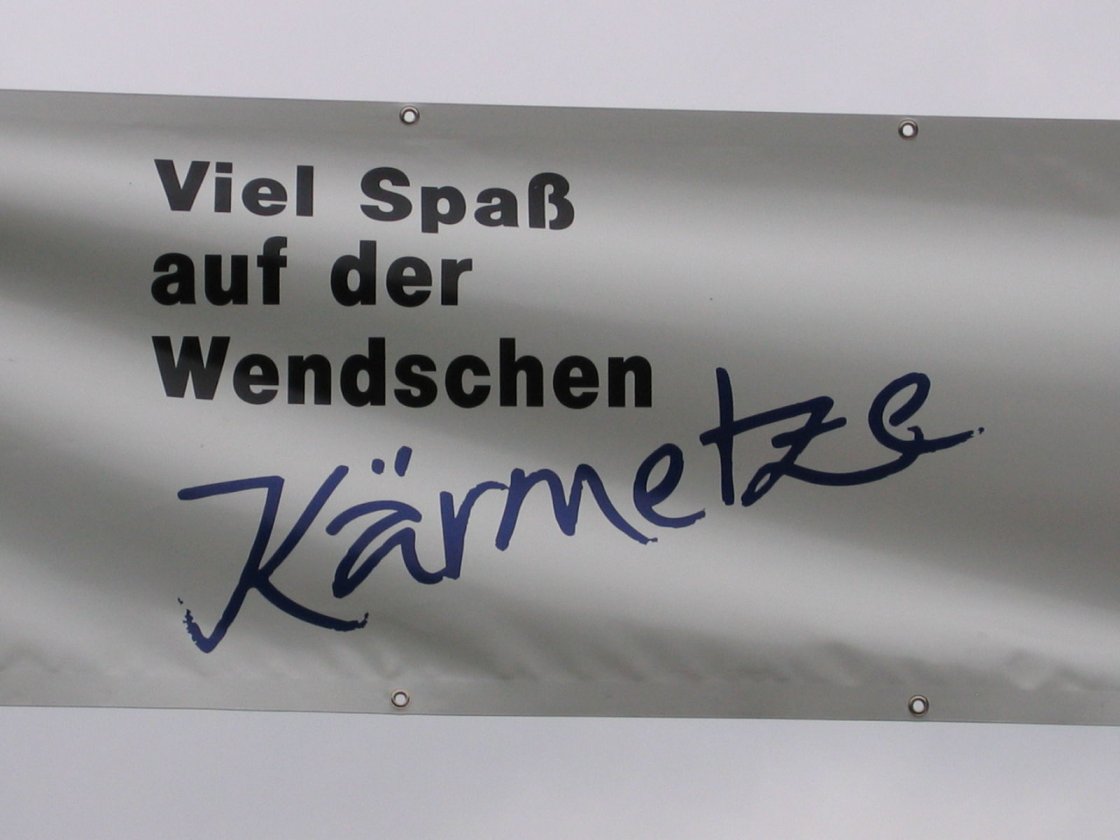 Viel Spaß
auf der
Wendschen
Kärmetze